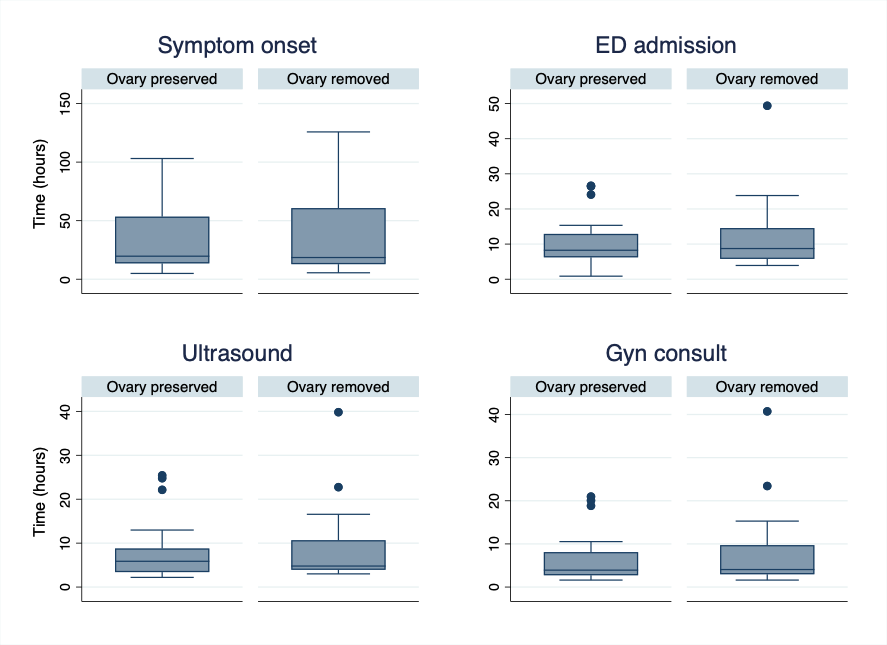 Symptom onset
Ovary preserved
Ovary removed
Time (hours)
150
100
50
0
ED admission
Ovary preserved
Ovary removed
50
40
30
20
10
0
Ultrasound
Ovary preserved
Ovary removed
Time (hours)
40
30
20
10
0
Gyn consult
Ovary preserved
Ovary removed
40
30
20
10
0